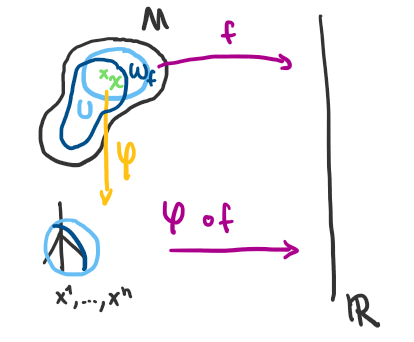 M
f
x x W_f
U
φ
φ ∘ f
x¹,...,xⁿ
ℝ